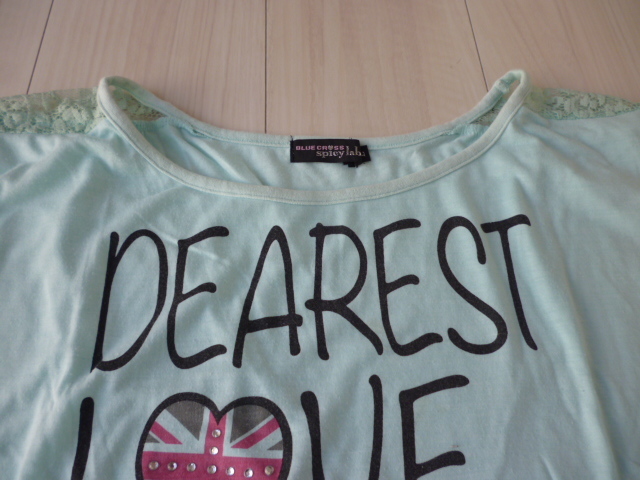 BLUE CROSS
spicy lab:
DEAREST
LOVE